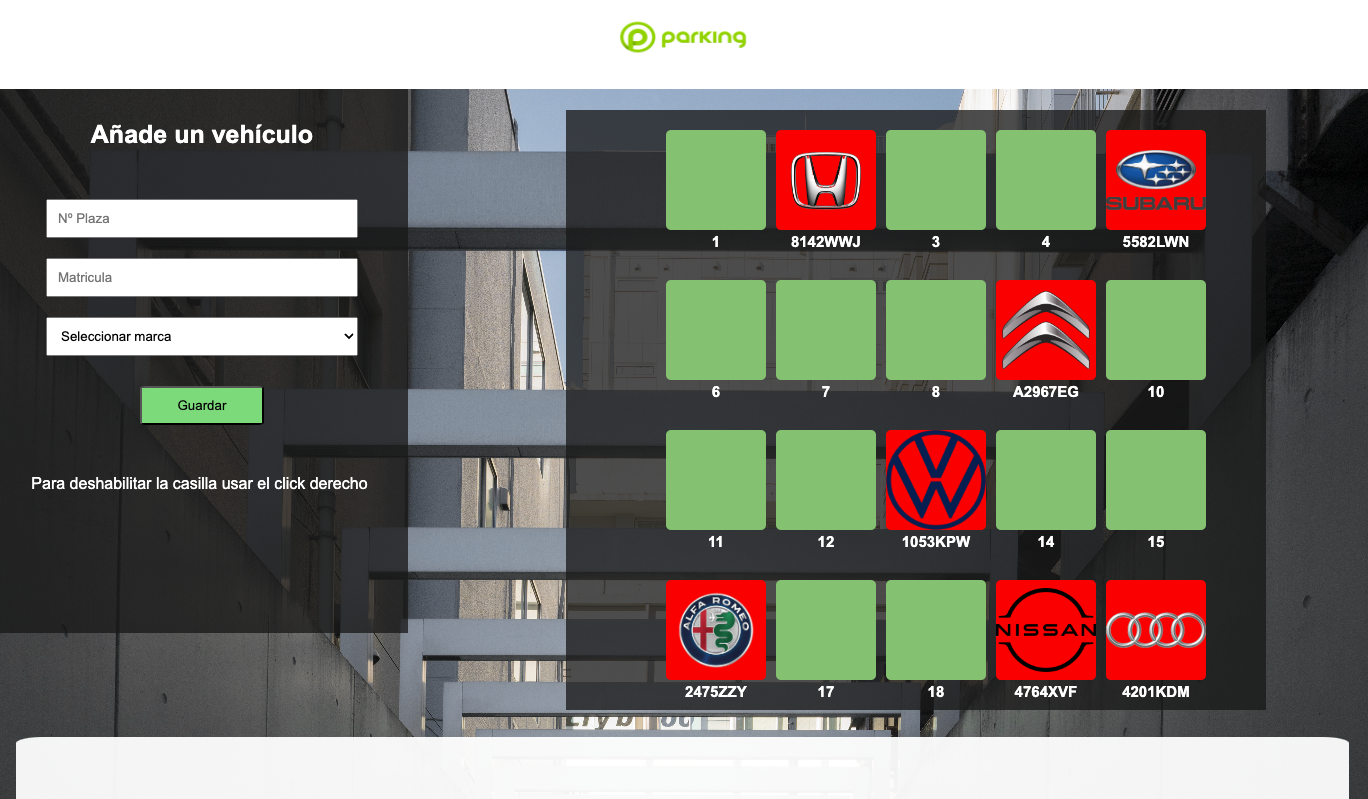 parking
Añade un vehículo
Nº Plaza
Matricula
Seleccionar marca
Guardar
Para deshabilitar la casilla usar el click derecho
SUBARU
1 8142WWJ 3 4 5582LWN
6 7 8 A2967EG 10
11 12 1053KPW 14 15
ALFA ROMEO
NISSAN
2475ZZY 17 18 4764XVF 4201KDM